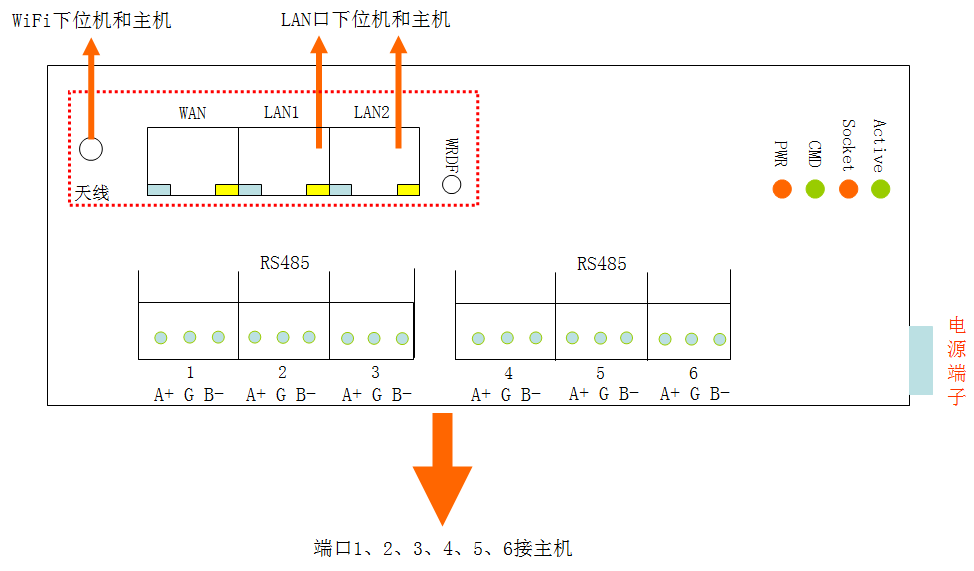 WiFi下位机和主机
LAN口下位机和主机
WAN
LAN1
LAN2
天线
WRDF
PWR
CMD
Socket
Active
RS485
RS485
1
2
3
A+ G B-
A+ G B-
A+ G B-
4
5
6
A+ G B-
A+ G B-
A+ G B-
电源端子
端口1、2、3、4、5、6接主机